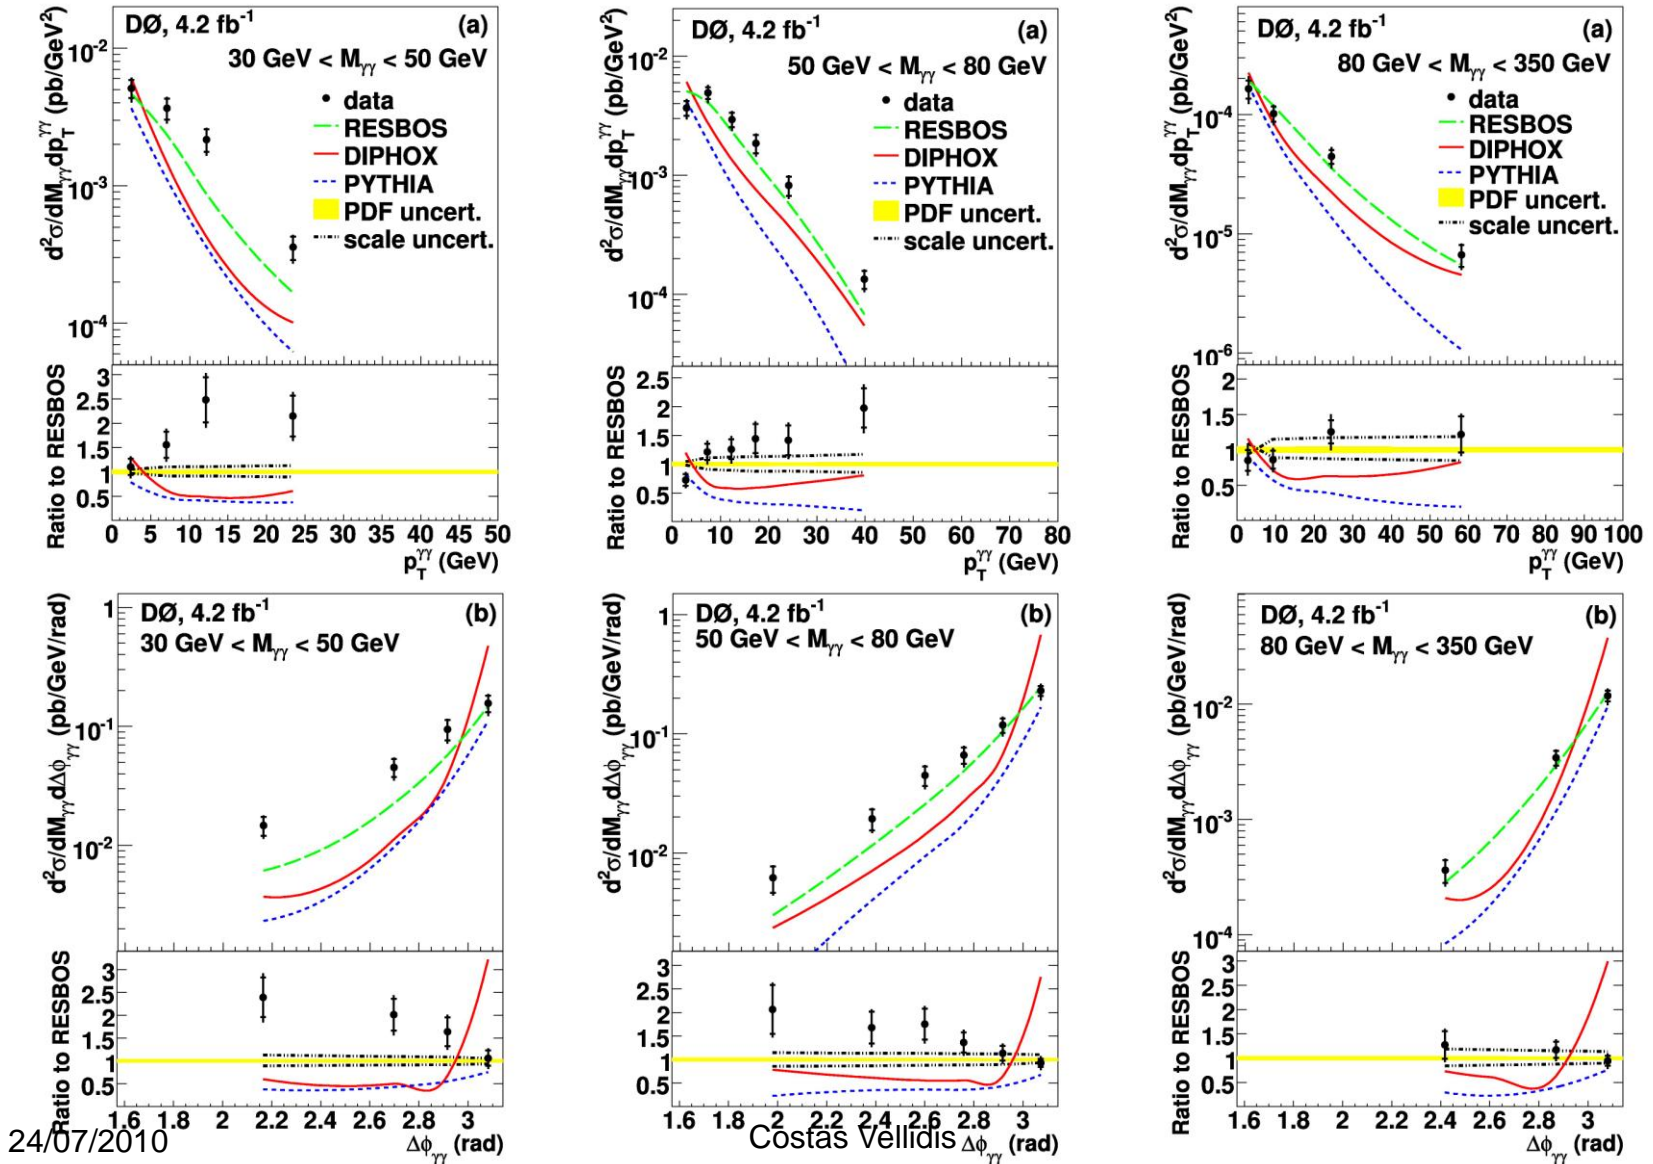 DØ, 4.2 fb⁻¹ (a)
30 GeV < Mγγ < 50 GeV
data
RESBOS
DIPHOX
PYTHIA
PDF uncert.
scale uncert.
d²σ/dMγγdp_T^γγ (pb/GeV²)
10⁻²
10⁻³
10⁻⁴
Ratio to RESBOS
3
2.5
2
1.5
1
0.5
0 5 10 15 20 25 30 35 40 45 50
p_T^γγ (GeV)
DØ, 4.2 fb⁻¹ (a)
50 GeV < Mγγ < 80 GeV
data
RESBOS
DIPHOX
PYTHIA
PDF uncert.
scale uncert.
d²σ/dMγγdp_T^γγ (pb/GeV²)
10⁻²
10⁻³
10⁻⁴
Ratio to RESBOS
2.5
2
1.5
1
0.5
0 10 20 30 40 50 60 70 80
p_T^γγ (GeV)
DØ, 4.2 fb⁻¹ (a)
80 GeV < Mγγ < 350 GeV
data
RESBOS
DIPHOX
PYTHIA
PDF uncert.
scale uncert.
d²σ/dMγγdp_T^γγ (pb/GeV²)
10⁻⁴
10⁻⁵
10⁻⁶
Ratio to RESBOS
2
1.5
1
0.5
0 10 20 30 40 50 60 70 80 90 100
p_T^γγ (GeV)
DØ, 4.2 fb⁻¹ (b)
30 GeV < Mγγ < 50 GeV
d²σ/dMγγdΔϕγγ (pb/GeV/rad)
1
10⁻¹
10⁻²
Ratio to RESBOS
3
2.5
2
1.5
1
0.5
1.6 1.8 2 2.2 2.4 2.6 2.8 3
Δϕγγ (rad)
DØ, 4.2 fb⁻¹ (b)
50 GeV < Mγγ < 80 GeV
d²σ/dMγγdΔϕγγ (pb/GeV/rad)
1
10⁻¹
10⁻²
Ratio to RESBOS
3
2.5
2
1.5
1
0.5
1.6 1.8 2 2.2 2.4 2.6 2.8 3
Δϕγγ (rad)
DØ, 4.2 fb⁻¹ (b)
80 GeV < Mγγ < 350 GeV
d²σ/dMγγdΔϕγγ (pb/GeV/rad)
10⁻²
10⁻³
10⁻⁴
Ratio to RESBOS
3
2.5
2
1.5
1
0.5
1.6 1.8 2 2.2 2.4 2.6 2.8 3
Δϕγγ (rad)
24/07/2010
Costas Vellidis